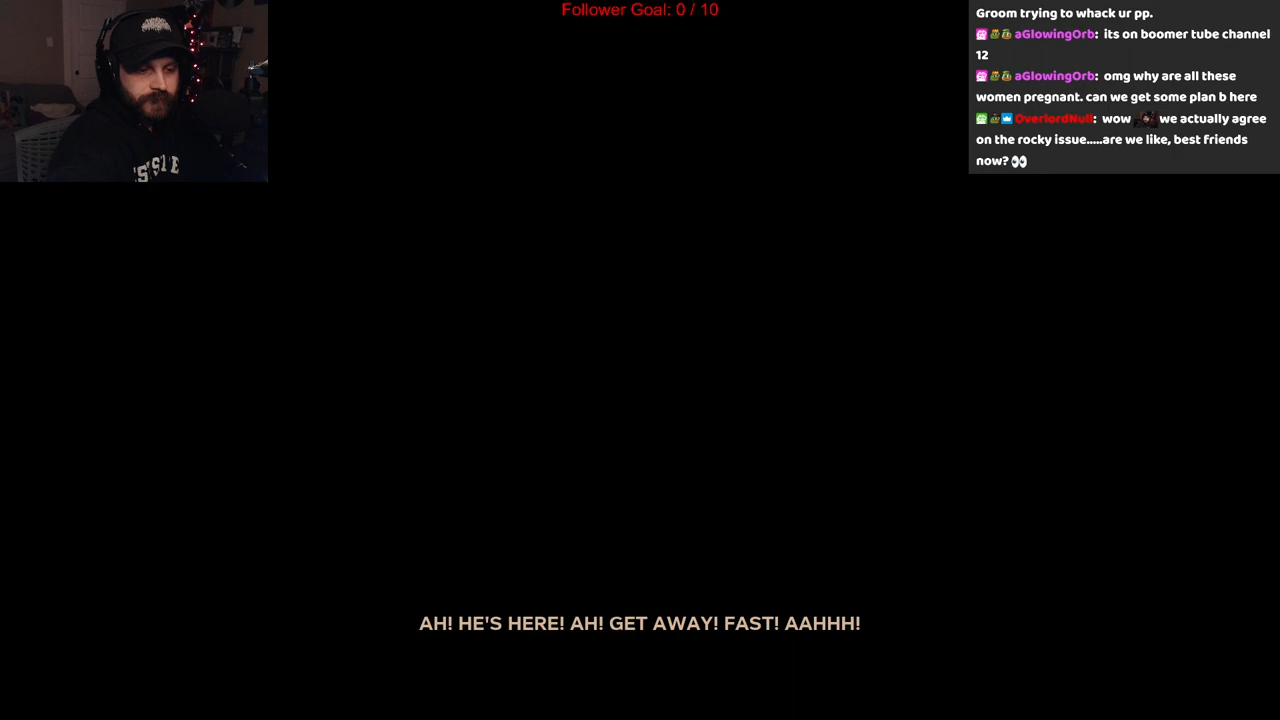 Follower Goal: 0 / 10
Groom trying to whack ur pp.
aGlowingOrb: its on boomer tube channel
12
aGlowingOrb: omg why are all these
women pregnant. can we get some plan b here
OverlordNull: wow we actually agree
on the rocky issue.....are we like, best friends
now? 👀
AH! HE'S HERE! AH! GET AWAY! FAST! AAHHH!